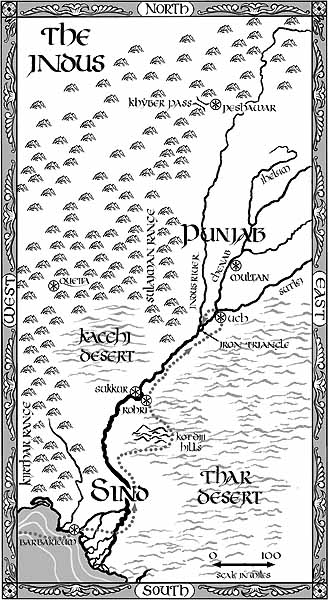 NORTH
THE
INDUS
KHYBER PASS
PESHAWAR
JHELUM
PUNJAB
SULAIMAN RANGE
INDUS RIVER
CHENAB
MULTAN
WEST
EAST
QUETTA
SUTLEJ
UCH
KACCHI
DESERT
IRON TRIANGLE
SUKKUR
ROHRI
KIRTHAR RANGE
KOT DIJI
HILLS
THAR
DESERT
SIND
BARBARICUM
0 100
SCALE IN MILES
SOUTH